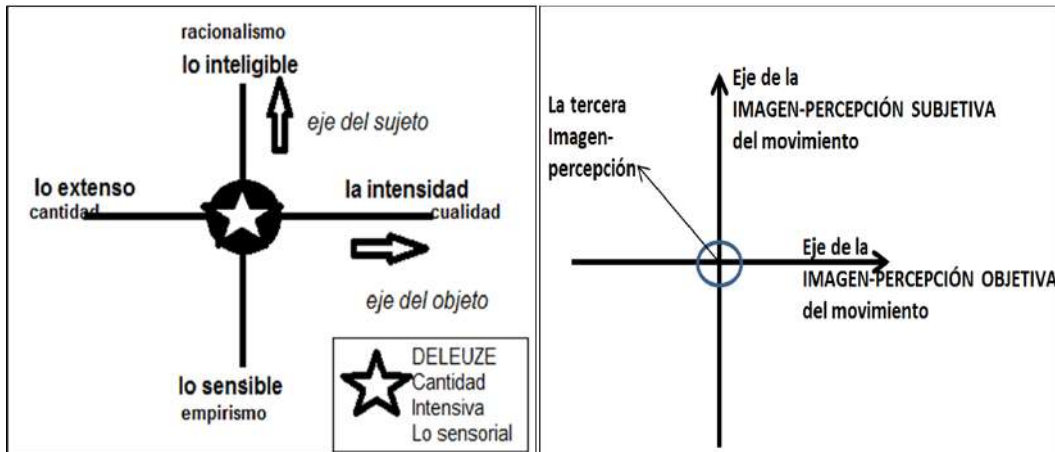 racionalismo
lo inteligible
eje del sujeto
lo extenso
cantidad
la intensidad
cualidad
eje del objeto
lo sensible
empirismo
DELEUZE
Cantidad
Intensiva
Lo sensorial
La tercera
Imagen-
percepción
Eje de la
IMAGEN-PERCEPCIÓN SUBJETIVA
del movimiento
Eje de la
IMAGEN-PERCEPCIÓN OBJETIVA
del movimiento